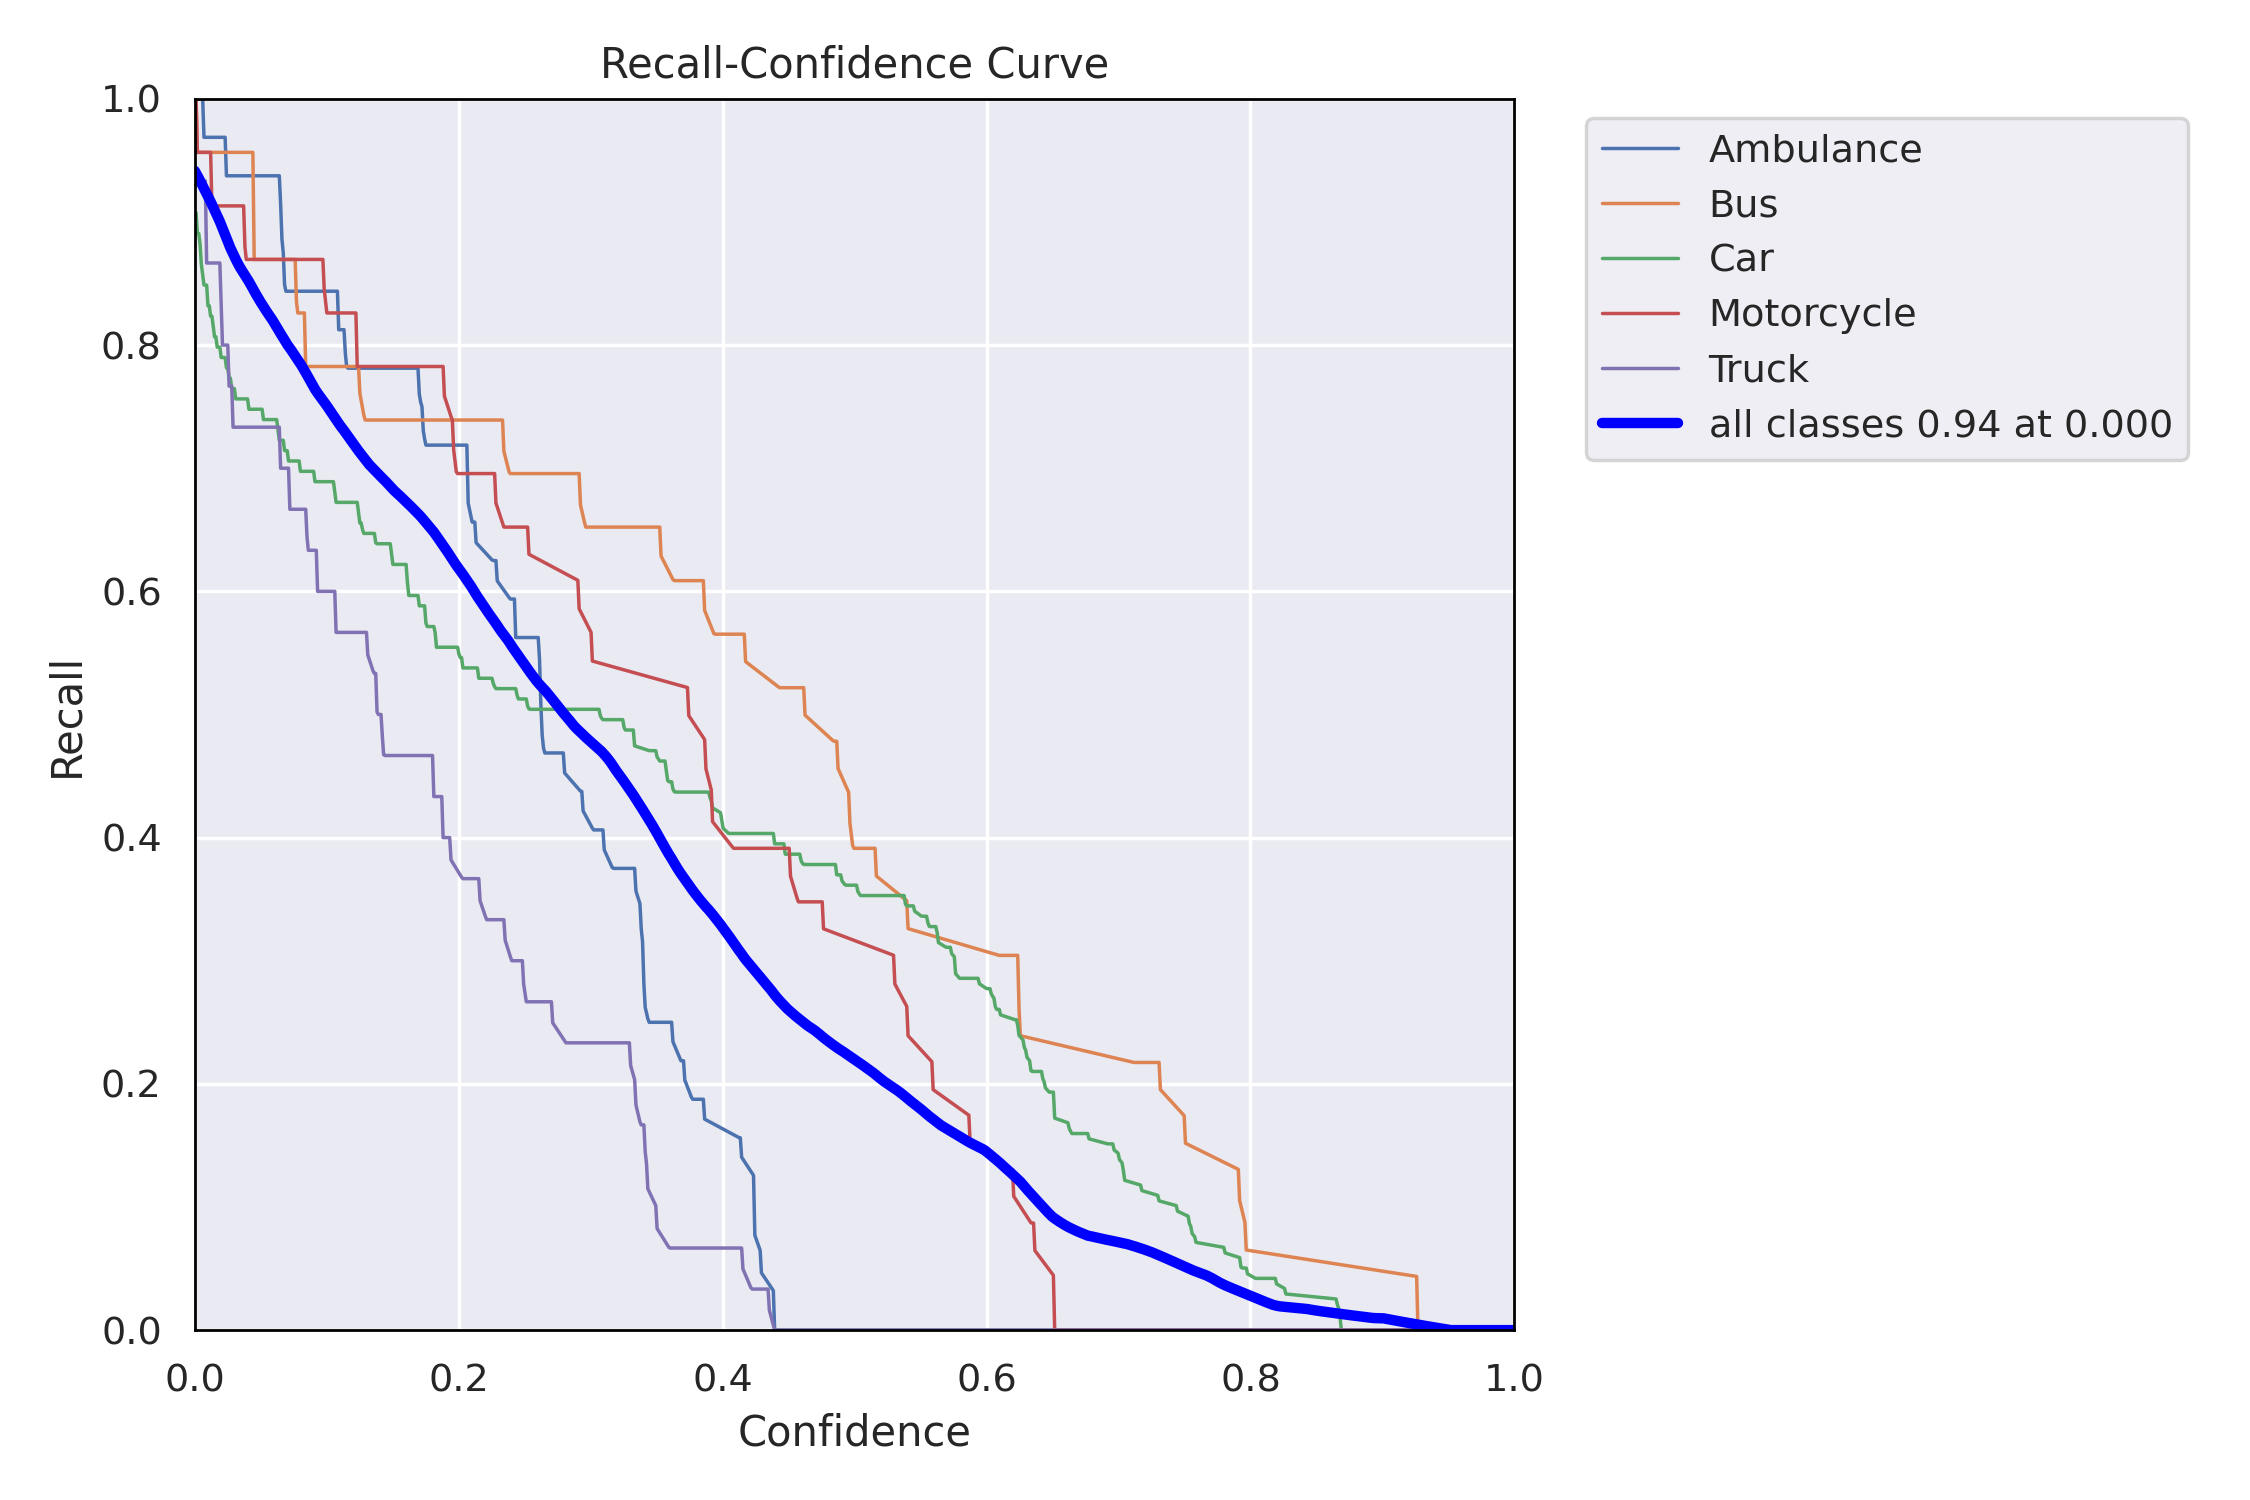 Recall-Confidence Curve
1.0
0.8
0.6
0.4
0.2
0.0
Recall
0.0 0.2 0.4 0.6 0.8 1.0
Confidence
Ambulance
Bus
Car
Motorcycle
Truck
all classes 0.94 at 0.000